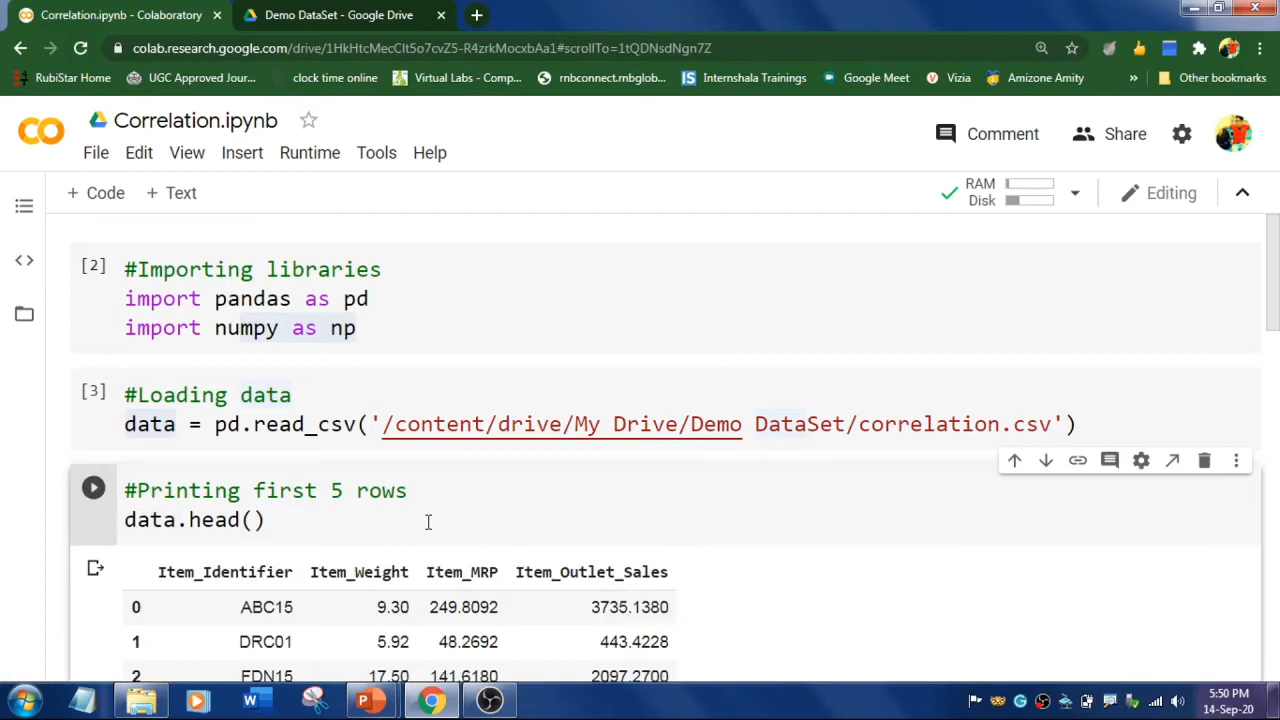 Correlation.ipynb - Colaboratory
Demo DataSet - Google Drive
colab.research.google.com/drive/1HkHtcMecClt5o7cvZ5-R4zrkMocxbAa1#scrollTo=1tQDNsdNgn7Z
RubiStar Home
UGC Approved Jour...
clock time online
Virtual Labs - Comp...
rnbconnect.rnbglob...
Internshala Trainings
Google Meet
Vizia
Amizone Amity
»
Other bookmarks
Correlation.ipynb
Comment
Share
File Edit View Insert Runtime Tools Help
+ Code + Text
RAM
Disk
Editing
[2]
#Importing libraries
import pandas as pd
import numpy as np
[3]
#Loading data
data = pd.read_csv('/content/drive/My Drive/Demo DataSet/correlation.csv')
#Printing first 5 rows
data.head()
Item_Identifier Item_Weight Item_MRP Item_Outlet_Sales
0 ABC15 9.30 249.8092 3735.1380
1 DRC01 5.92 48.2692 443.4228
2 FDN15 17.50 141.6180 2097.2700
5:50 PM
14-Sep-20